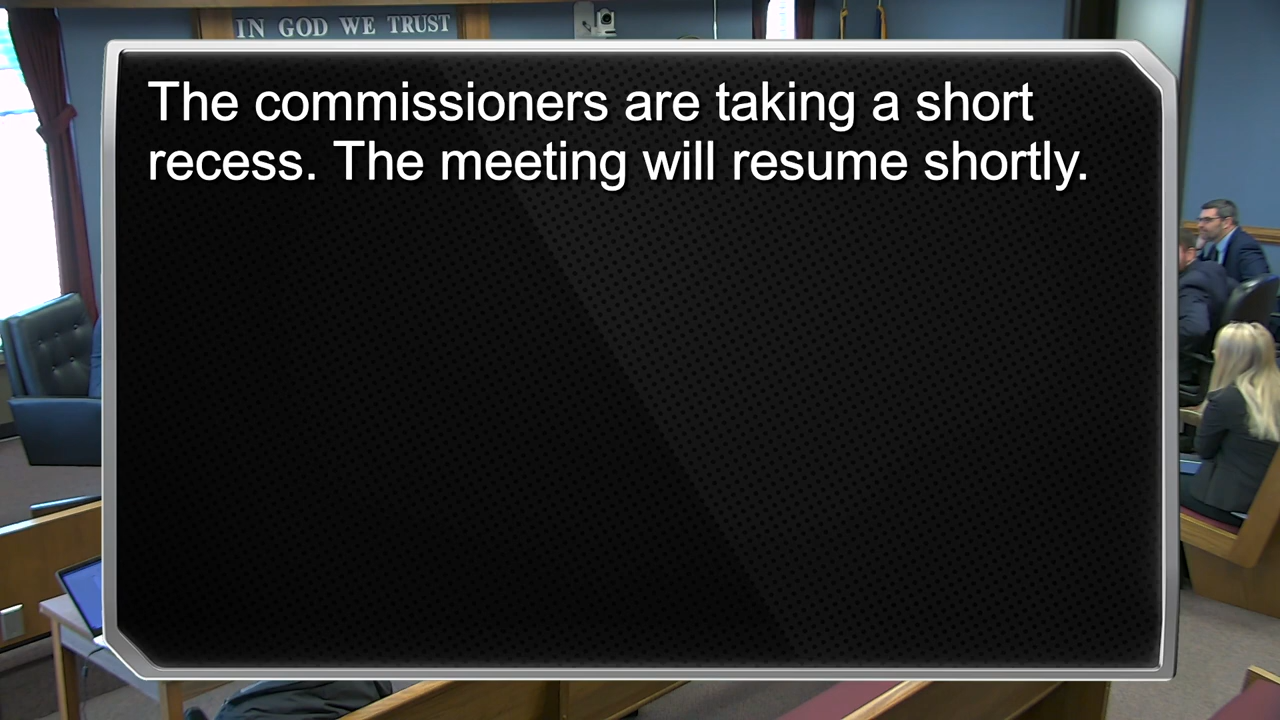 IN GOD WE TRUST
The commissioners are taking a short
recess. The meeting will resume shortly.